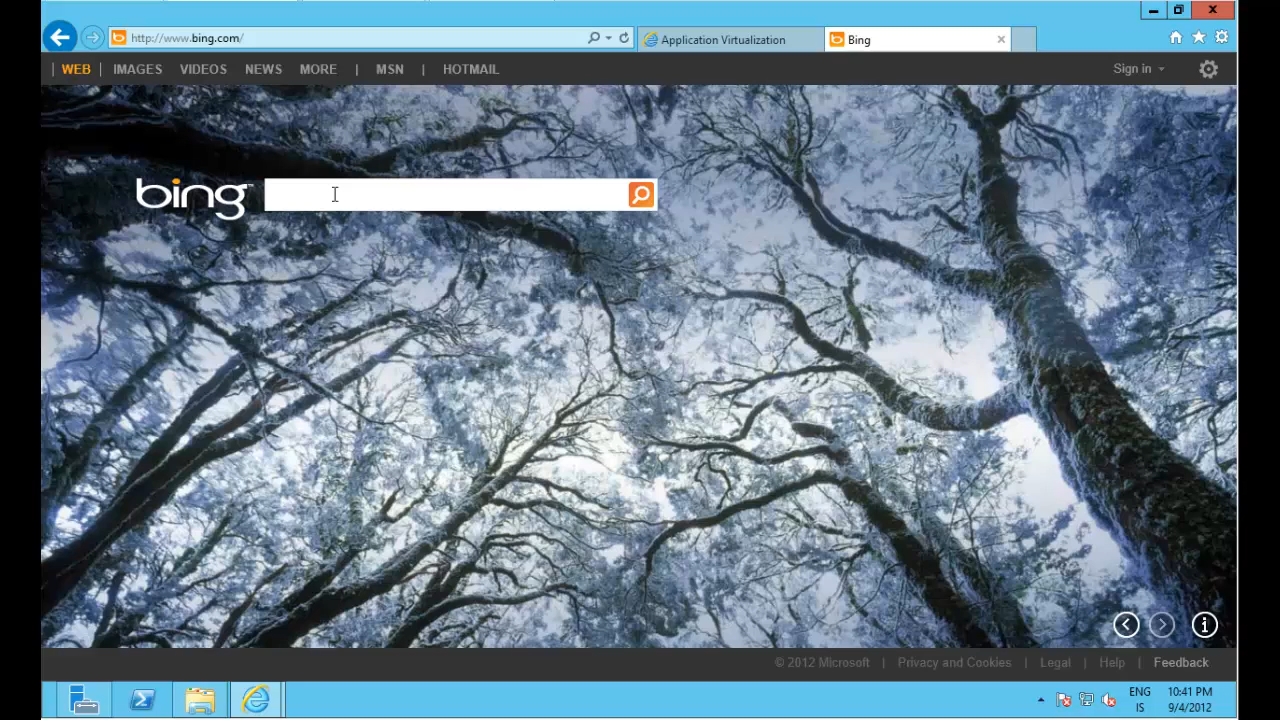 http://www.bing.com/
Application Virtualization
Bing
WEB | IMAGES VIDEOS NEWS MORE | MSN | HOTMAIL
Sign in
bing
© 2012 Microsoft | Privacy and Cookies | Legal | Help | Feedback
ENG 10:41 PM
IS 9/4/2012